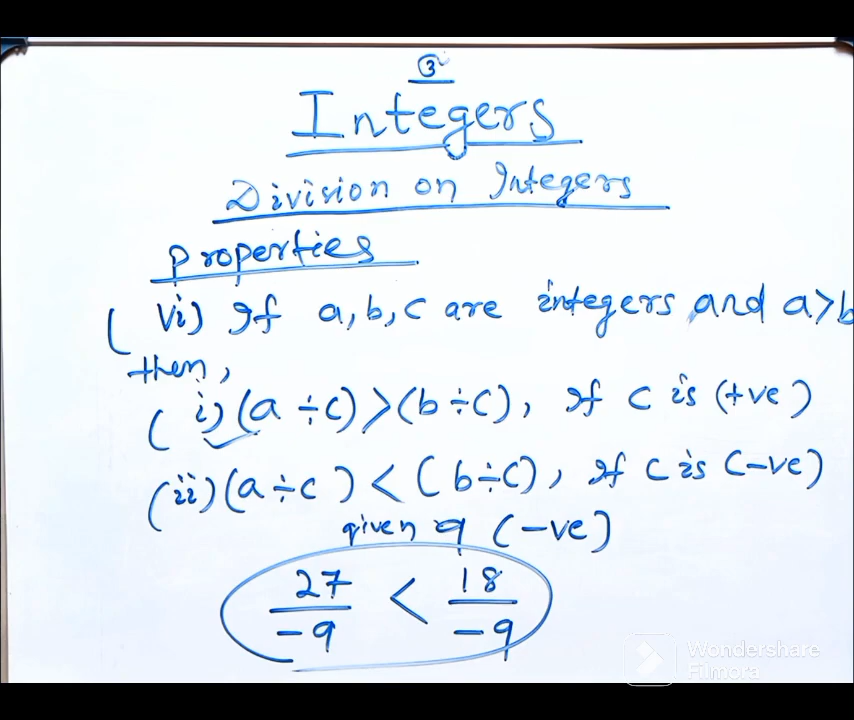 3
Integers
Division on Integers
Properties
(vi) If a, b, c are integers and a>b
then,
(i) (a ÷ c) > (b ÷ c), If c is (+ve)
(ii) (a ÷ c) < (b ÷ c), If c is (-ve)
given 9 (-ve)
27/-9 < 18/-9
Wondershare
Filmora